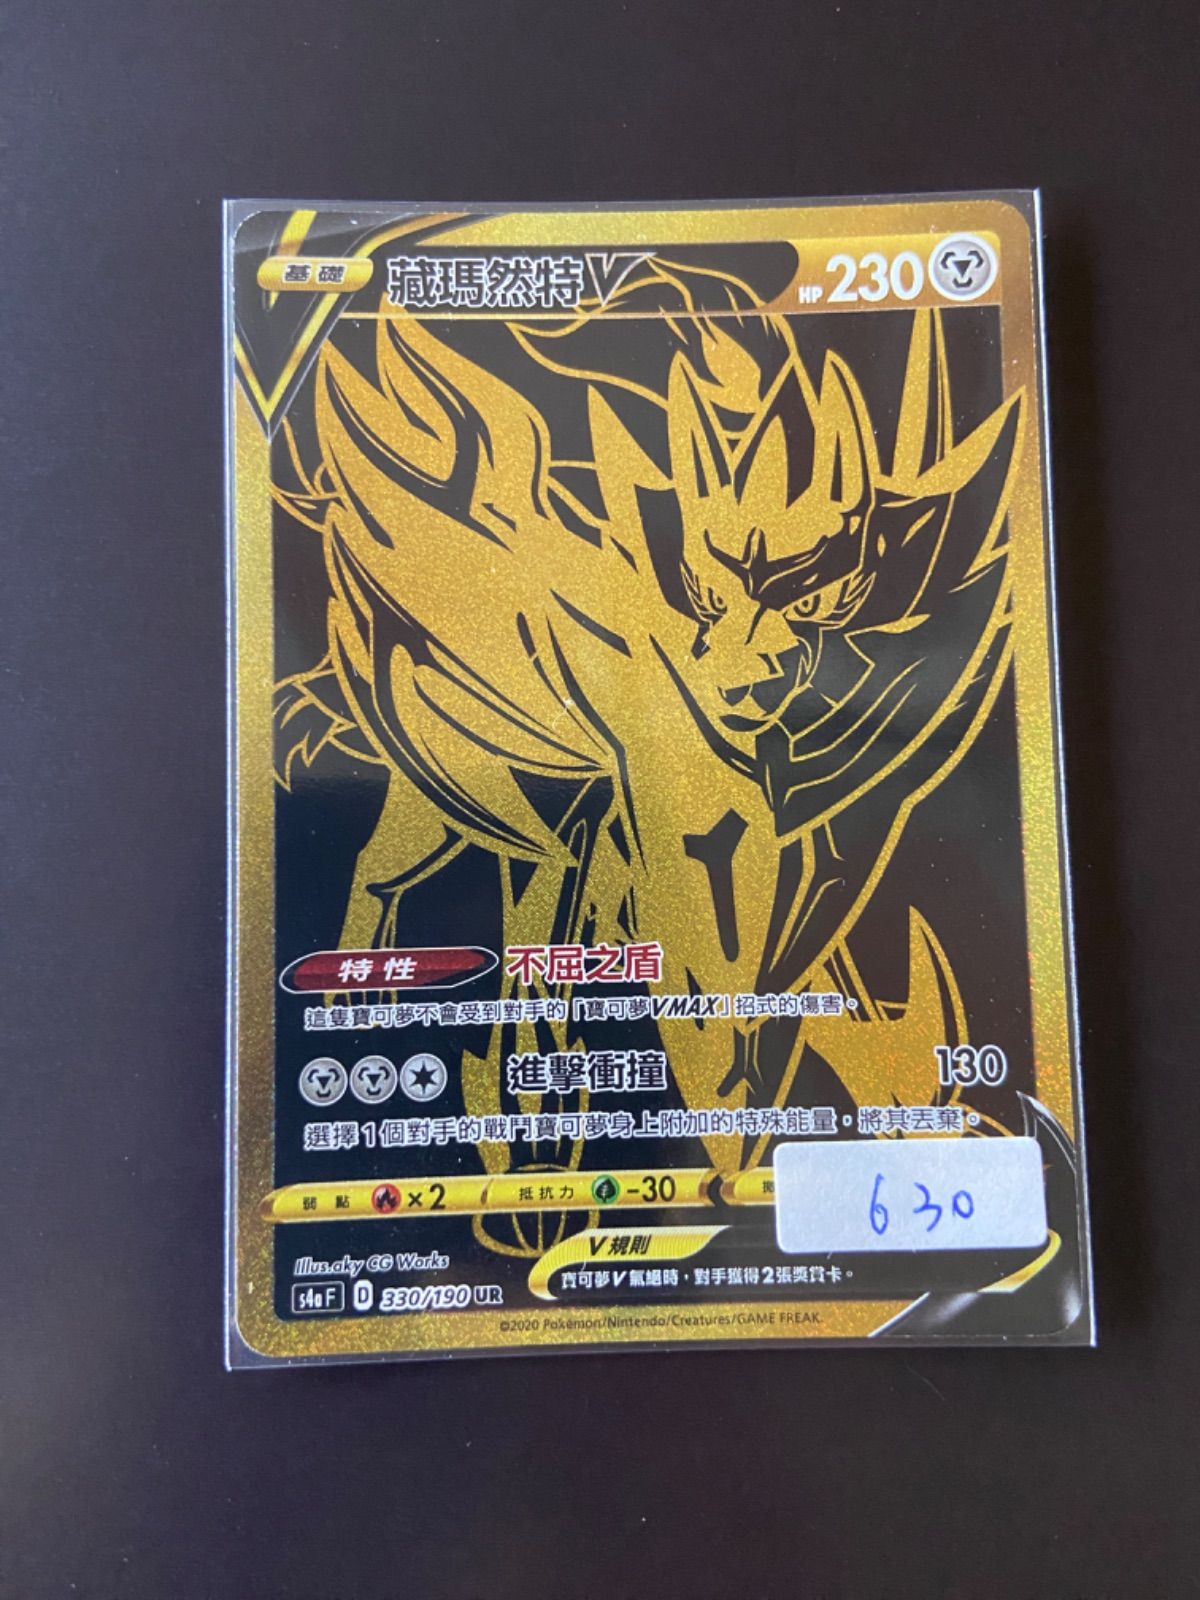 基礎
藏瑪然特V
HP 230
特性 不屈之盾
這隻寶可夢不會受到對手的「寶可夢VMAX」招式的傷害。
進擊衝撞 130
選擇1個對手的戰鬥寶可夢身上附加的特殊能量，將其丟棄。
弱點 ×2 抵抗力 -30
630
V規則
寶可夢V氣絕時，對手獲得2張獎賞卡。
Illus.aky CG Works
s4a F D 330/190 UR
©2020 Pokémon/Nintendo/Creatures/GAME FREAK.